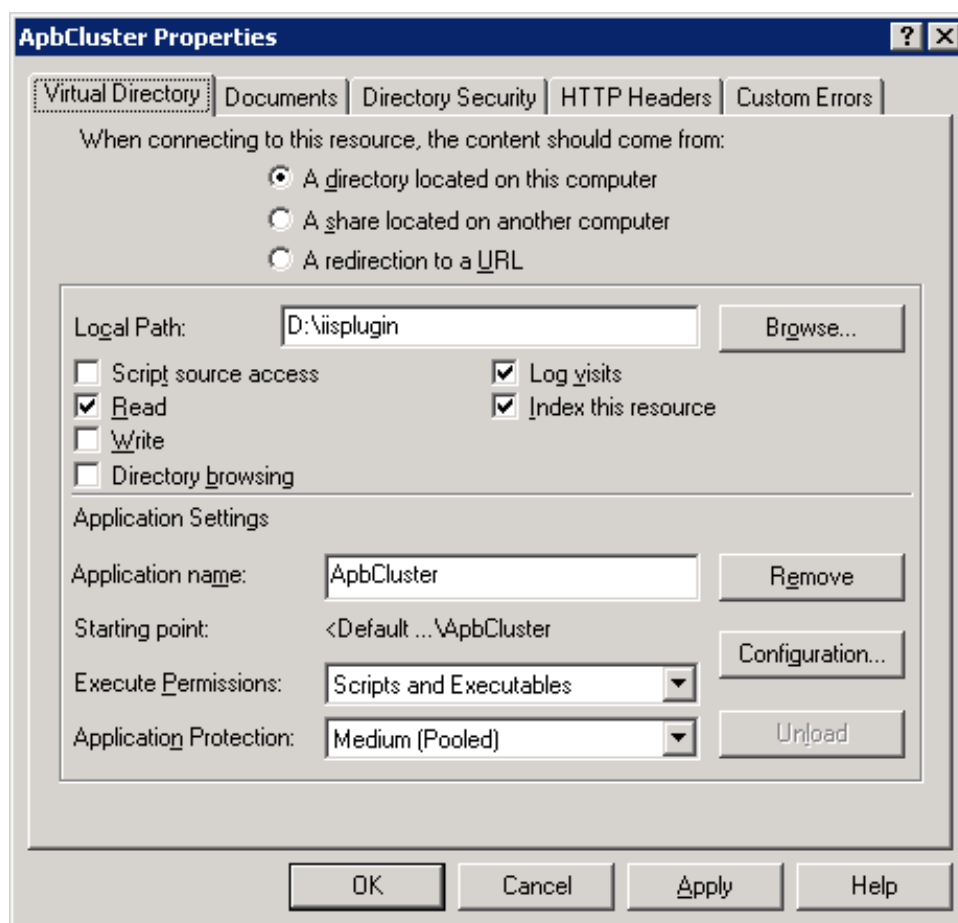 ApbCluster Properties
Virtual Directory Documents Directory Security HTTP Headers Custom Errors
When connecting to this resource, the content should come from:
A directory located on this computer
A share located on another computer
A redirection to a URL
Local Path: D:\iisplugin Browse...
Script source access Log visits
Read Index this resource
Write
Directory browsing
Application Settings
Application name: ApbCluster Remove
Starting point: <Default ...\ApbCluster
Configuration...
Execute Permissions: Scripts and Executables
Application Protection: Medium (Pooled) Unload
OK Cancel Apply Help